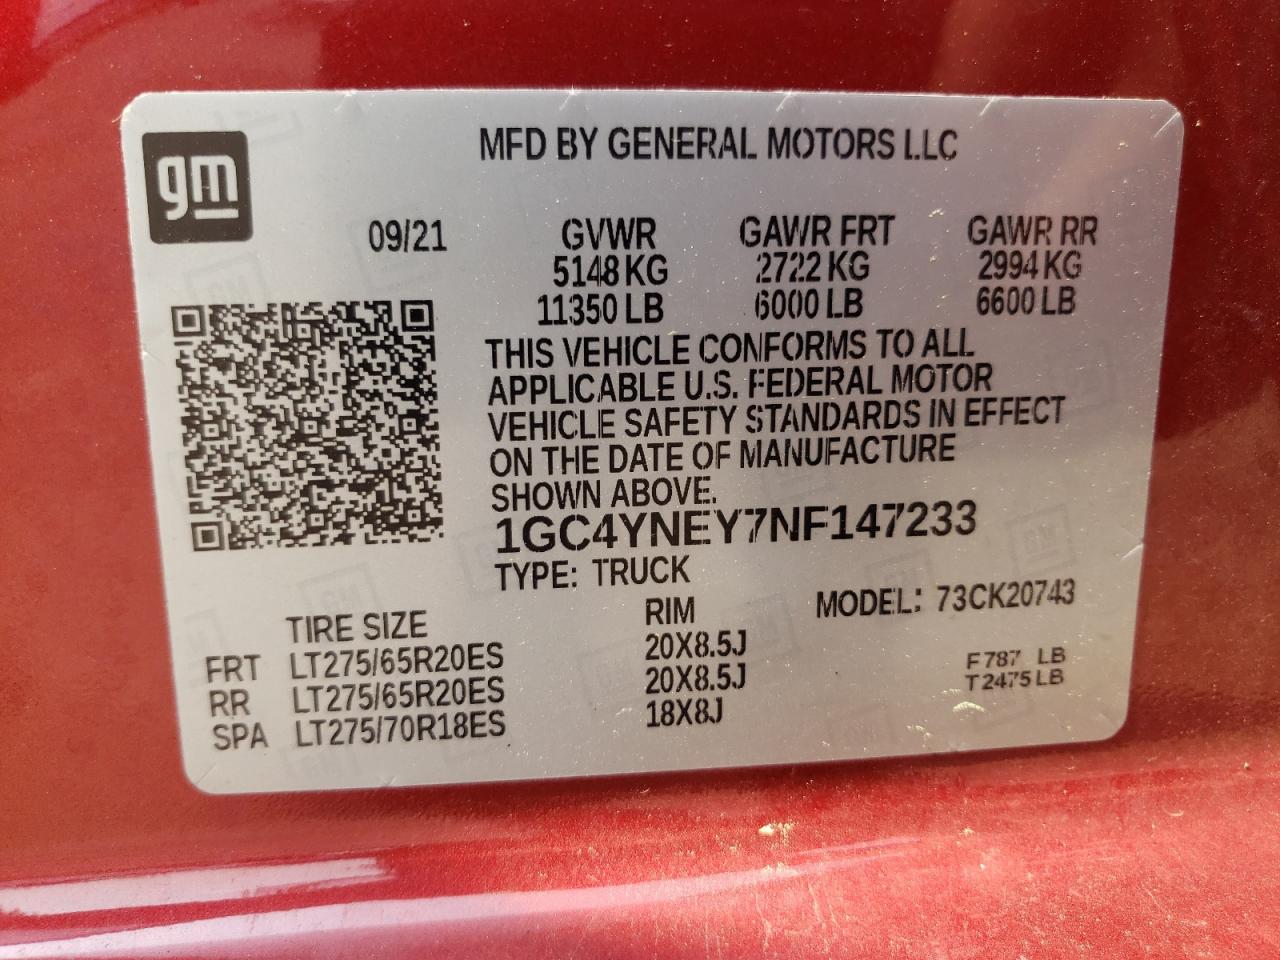 gm
MFD BY GENERAL MOTORS LLC
09/21 GVWR GAWR FRT GAWR RR
5148 KG 2722 KG 2994 KG
11350 LB 6000 LB 6600 LB
THIS VEHICLE CONFORMS TO ALL
APPLICABLE U.S. FEDERAL MOTOR
VEHICLE SAFETY STANDARDS IN EFFECT
ON THE DATE OF MANUFACTURE
SHOWN ABOVE.
1GC4YNEY7NF147233
TYPE: TRUCK
TIRE SIZE RIM MODEL: 73CK20743
FRT LT275/65R20ES 20X8.5J
RR LT275/65R20ES 20X8.5J
SPA LT275/70R18ES 18X8J
F 787 LB
T 2475 LB